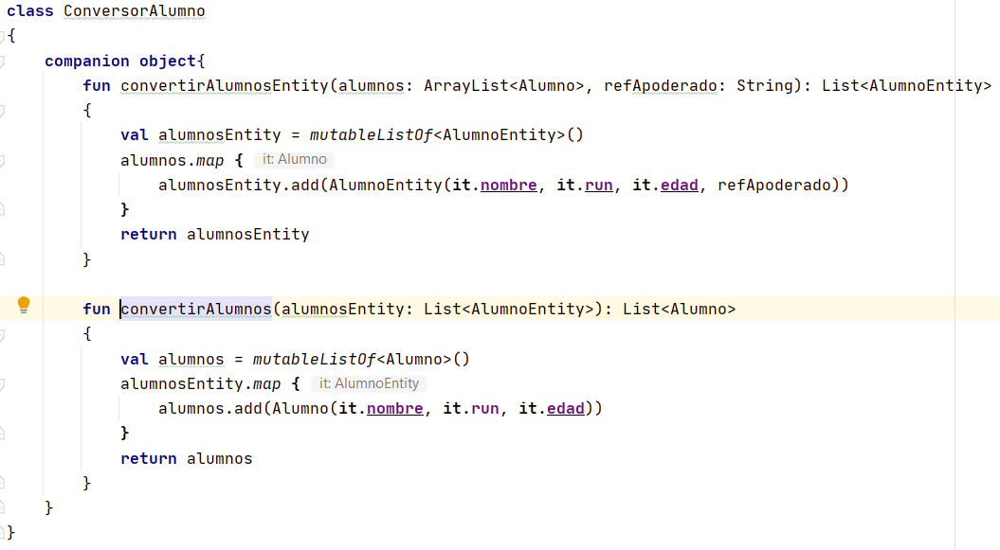 class ConversorAlumno
{
    companion object{
        fun convertirAlumnosEntity(alumnos: ArrayList<Alumno>, refApoderado: String): List<AlumnoEntity>
        {
            val alumnosEntity = mutableListOf<AlumnoEntity>()
            alumnos.map { it: Alumno
                alumnosEntity.add(AlumnoEntity(it.nombre, it.run, it.edad, refApoderado))
            }
            return alumnosEntity
        }
        fun convertirAlumnos(alumnosEntity: List<AlumnoEntity>): List<Alumno>
        {
            val alumnos = mutableListOf<Alumno>()
            alumnosEntity.map { it: AlumnoEntity
                alumnos.add(Alumno(it.nombre, it.run, it.edad))
            }
            return alumnos
        }
    }
}